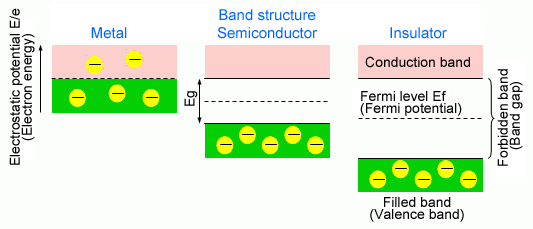 Band structure
Metal
Semiconductor
Insulator
Electrostatic potential E/e
(Electron energy)
Eg
Conduction band
Fermi level Ef
(Fermi potential)
Forbidden band
(Band gap)
Filled band
(Valence band)